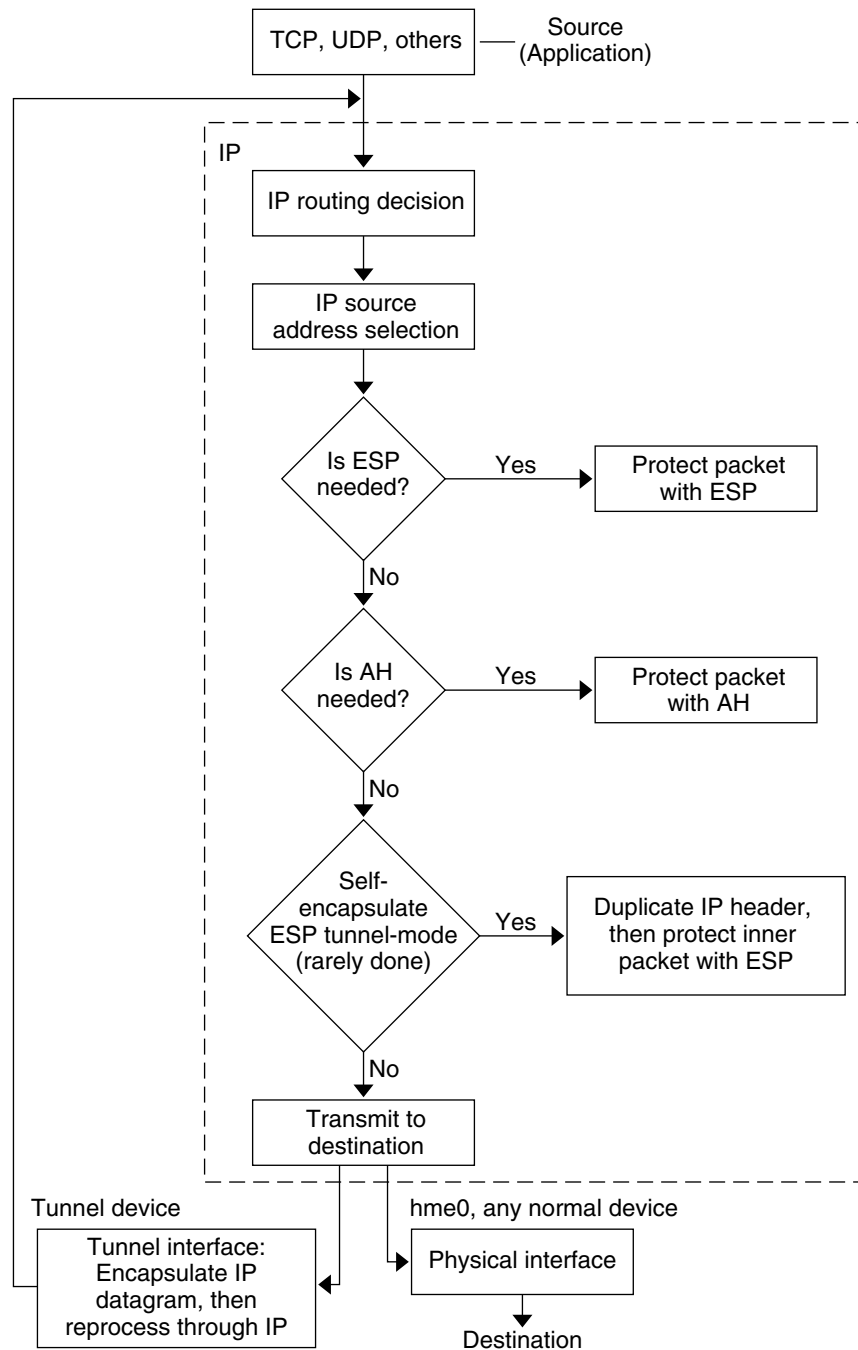 TCP, UDP, others
Source
(Application)
IP
IP routing decision
IP source
address selection
Is ESP
needed?
Yes
Protect packet
with ESP
No
Is AH
needed?
Yes
Protect packet
with AH
No
Self-
encapsulate
ESP tunnel-mode
(rarely done)
Yes
Duplicate IP header,
then protect inner
packet with ESP
No
Transmit to
destination
Tunnel device
Tunnel interface:
Encapsulate IP
datagram, then
reprocess through IP
hme0, any normal device
Physical interface
Destination